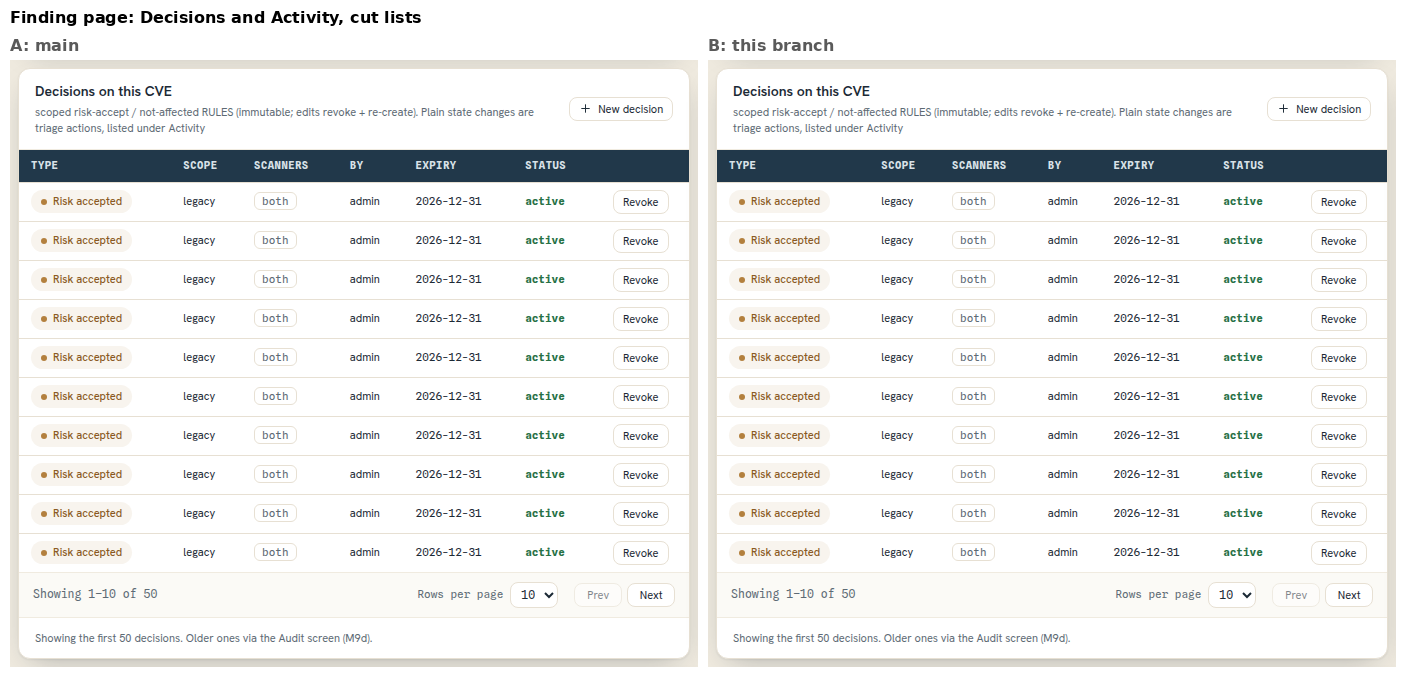 Finding page: Decisions and Activity, cut lists
A: main
Decisions on this CVE
scoped risk-accept / not-affected RULES (immutable; edits revoke + re-create). Plain state changes are
triage actions, listed under Activity
+ New decision
TYPE SCOPE SCANNERS BY EXPIRY STATUS
Risk accepted legacy both admin 2026-12-31 active Revoke
Risk accepted legacy both admin 2026-12-31 active Revoke
Risk accepted legacy both admin 2026-12-31 active Revoke
Risk accepted legacy both admin 2026-12-31 active Revoke
Risk accepted legacy both admin 2026-12-31 active Revoke
Risk accepted legacy both admin 2026-12-31 active Revoke
Risk accepted legacy both admin 2026-12-31 active Revoke
Risk accepted legacy both admin 2026-12-31 active Revoke
Risk accepted legacy both admin 2026-12-31 active Revoke
Risk accepted legacy both admin 2026-12-31 active Revoke
Showing 1–10 of 50 Rows per page 10 Prev Next
Showing the first 50 decisions. Older ones via the Audit screen (M9d).
B: this branch
Decisions on this CVE
scoped risk-accept / not-affected RULES (immutable; edits revoke + re-create). Plain state changes are
triage actions, listed under Activity
+ New decision
TYPE SCOPE SCANNERS BY EXPIRY STATUS
Risk accepted legacy both admin 2026-12-31 active Revoke
Risk accepted legacy both admin 2026-12-31 active Revoke
Risk accepted legacy both admin 2026-12-31 active Revoke
Risk accepted legacy both admin 2026-12-31 active Revoke
Risk accepted legacy both admin 2026-12-31 active Revoke
Risk accepted legacy both admin 2026-12-31 active Revoke
Risk accepted legacy both admin 2026-12-31 active Revoke
Risk accepted legacy both admin 2026-12-31 active Revoke
Risk accepted legacy both admin 2026-12-31 active Revoke
Risk accepted legacy both admin 2026-12-31 active Revoke
Showing 1–10 of 50 Rows per page 10 Prev Next
Showing the first 50 decisions. Older ones via the Audit screen (M9d).